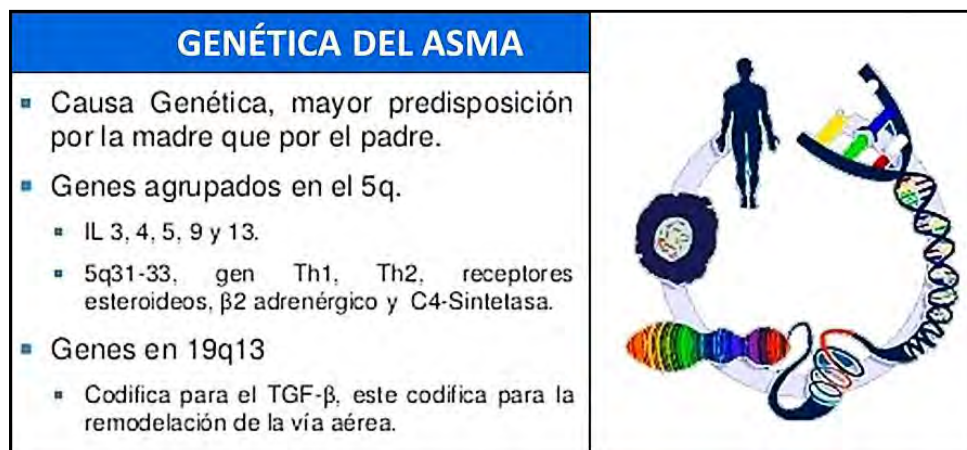 GENÉTICA DEL ASMA
▪ Causa Genética, mayor predisposición
por la madre que por el padre.
▪ Genes agrupados en el 5q.
▪ IL 3, 4, 5, 9 y 13.
▪ 5q31-33, gen Th1, Th2, receptores
esteroideos, β2 adrenérgico y C4-Sintetasa.
▪ Genes en 19q13
▪ Codifica para el TGF-β, este codifica para la
remodelación de la vía aérea.